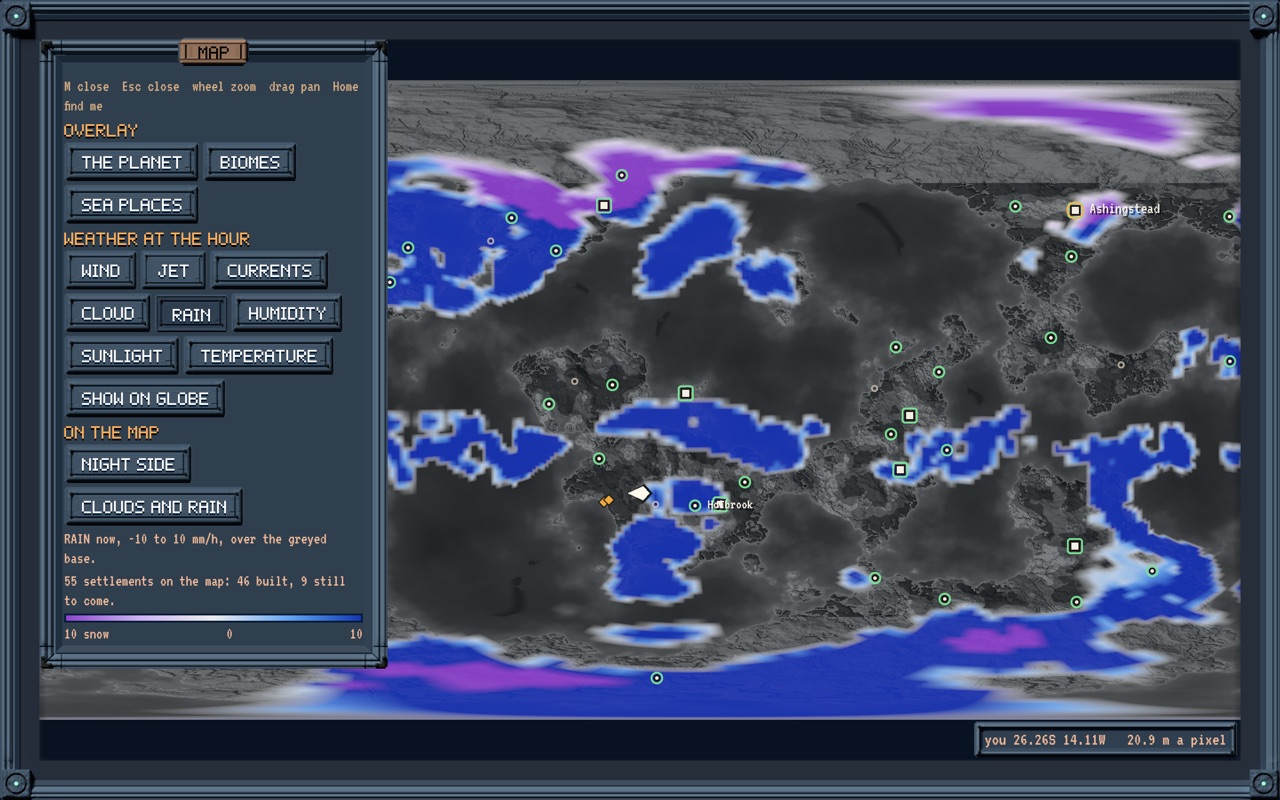 MAP
M close Esc close wheel zoom drag pan Home
find me
OVERLAY
THE PLANET BIOMES
SEA PLACES
WEATHER AT THE HOUR
WIND JET CURRENTS
CLOUD RAIN HUMIDITY
SUNLIGHT TEMPERATURE
SHOW ON GLOBE
ON THE MAP
NIGHT SIDE
CLOUDS AND RAIN
RAIN now, -10 to 10 mm/h, over the greyed
base.
55 settlements on the map: 46 built, 9 still
to come.
10 snow 0 10
Ashingstead
you 26.26S 14.11W 20.9 m a pixel